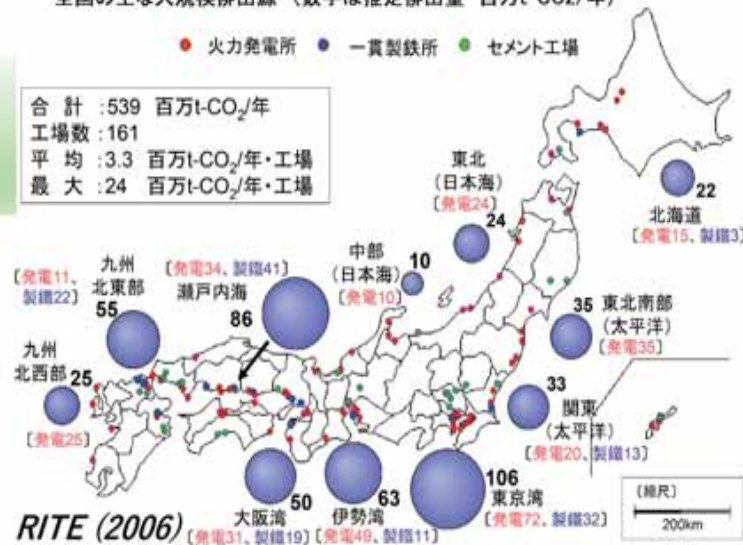 全国の主な大規模排出源 (数字は推定排出量 百万t-CO₂/年)
火力発電所 一貫製鉄所 セメント工場
合 計 :539 百万t-CO₂/年
工場数 :161
平 均 :3.3 百万t-CO₂/年・工場
最 大 :24 百万t-CO₂/年・工場
22
北海道
[発電15、製鐵3]
東北
(日本海)
[発電24]
24
中部
(日本海)
[発電10]
10
[発電34、製鐵41]
瀬戸内海
86
[発電11、
製鐵22]
九州
北東部
55
九州
北西部
25
[発電25]
35
東北南部
(太平洋)
[発電35]
33
関東
(太平洋)
[発電20、製鐵13]
106
東京湾
[発電72、製鐵32]
63
伊勢湾
[発電49、製鐵11]
50
大阪湾
[発電31、製鐵19]
[縮尺]
200km
RITE (2006)